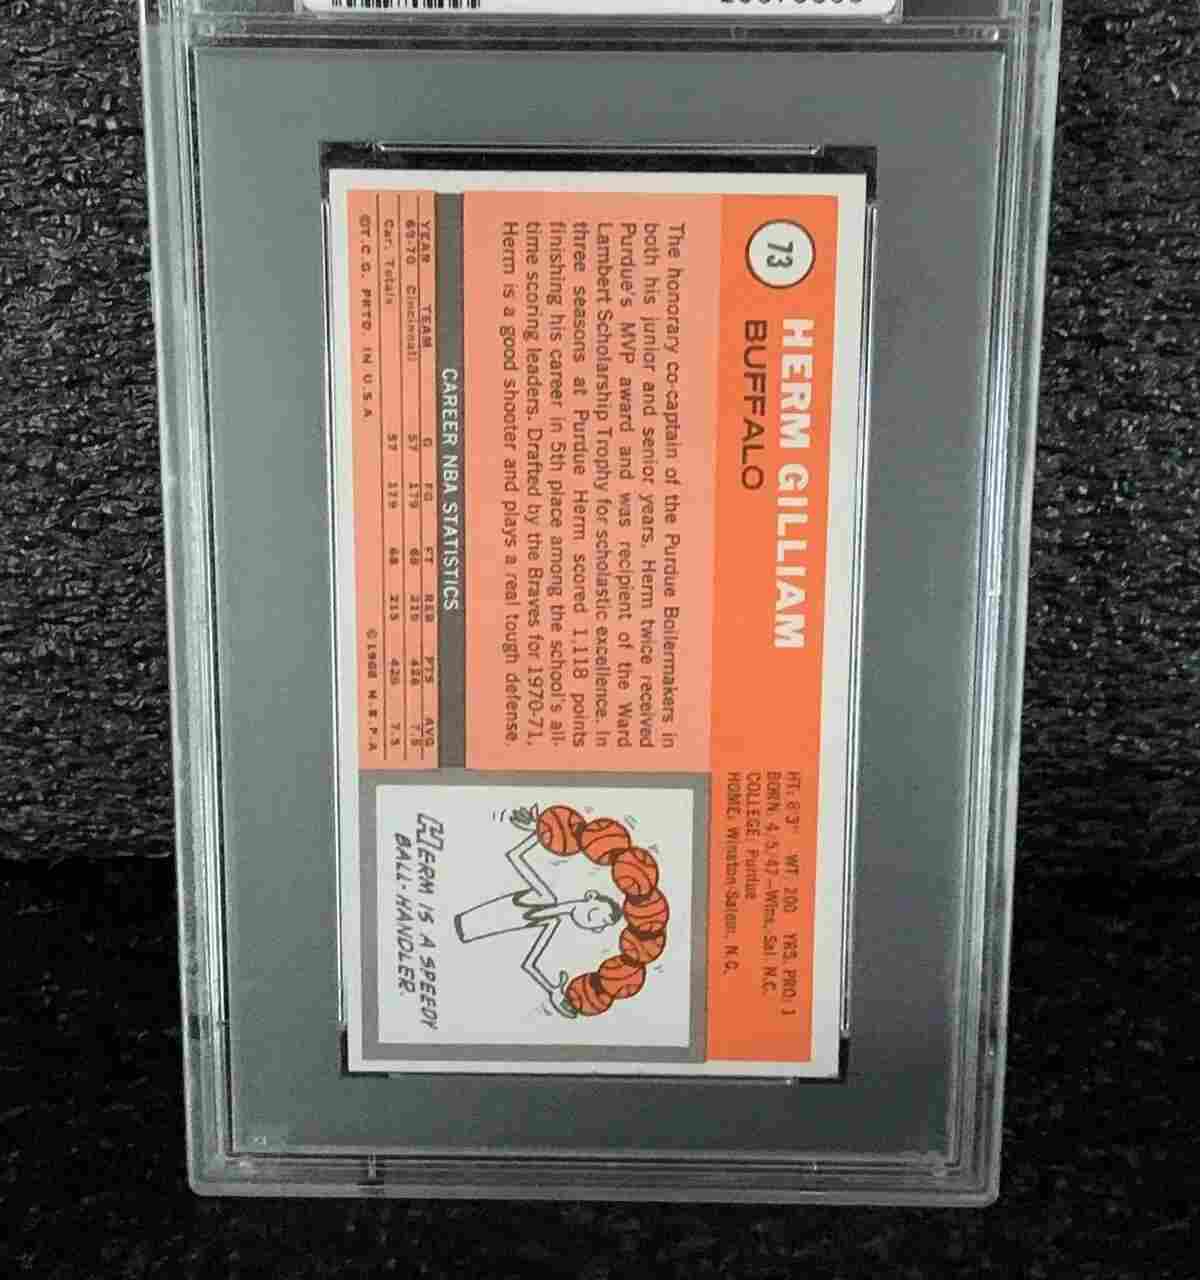 73
HERM GILLIAM
BUFFALO
HT: 6'3" WT: 200 YRS. PRO: 1
BORN: 4-5-47-Wins. Sal. N.C.
COLLEGE: Purdue
HOME: Winston-Salem, N.C.
The honorary co-captain of the Purdue Boilermakers in
both his junior and senior years, Herm twice received
Purdue's MVP award and was recipient of the Ward
Lambert Scholarship Trophy for scholastic excellence. In
three seasons at Purdue Herm scored 1,118 points
finishing his career in 5th place among the school's all-
time scoring leaders. Drafted by the Braves for 1970-71,
Herm is a good shooter and plays a real tough defense.
CAREER NBA STATISTICS
YEAR TEAM G FG FT REB PTS AVG
69-70 Cincinnati 57 179 68 215 426 7.5
Car. Totals 57 179 68 215 426 7.5
©T.C.G. PRTD. IN U.S.A.
©1968 N.B.P.A
HERM IS A SPEEDY
BALL-HANDLER.